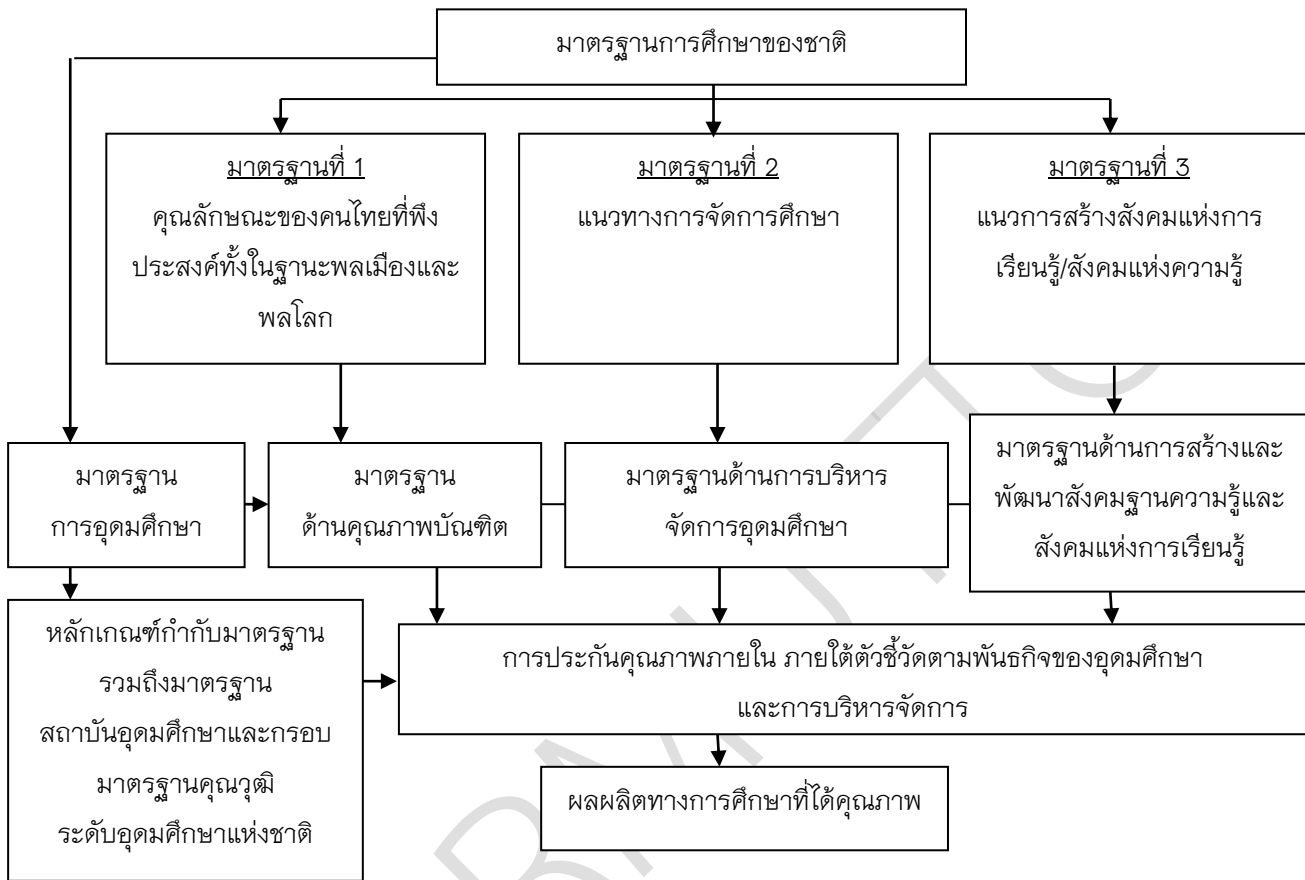 มาตรฐานการศึกษาของชาติ
มาตรฐานที่ 1
คุณลักษณะของคนไทยที่พึง
ประสงค์ทั้งในฐานะพลเมืองและ
พลโลก
มาตรฐานที่ 2
แนวทางการจัดการศึกษา
มาตรฐานที่ 3
แนวการสร้างสังคมแห่งการ
เรียนรู้/สังคมแห่งความรู้
มาตรฐาน
การอุดมศึกษา
มาตรฐาน
ด้านคุณภาพบัณฑิต
มาตรฐานด้านการบริหาร
จัดการอุดมศึกษา
มาตรฐานด้านการสร้างและ
พัฒนาสังคมฐานความรู้และ
สังคมแห่งการเรียนรู้
หลักเกณฑ์กำกับมาตรฐาน
รวมถึงมาตรฐาน
สถาบันอุดมศึกษาและกรอบ
มาตรฐานคุณวุฒิ
ระดับอุดมศึกษาแห่งชาติ
การประกันคุณภาพภายใน ภายใต้ตัวชี้วัดตามพันธกิจของอุดมศึกษา
และการบริหารจัดการ
ผลผลิตทางการศึกษาที่ได้คุณภาพ